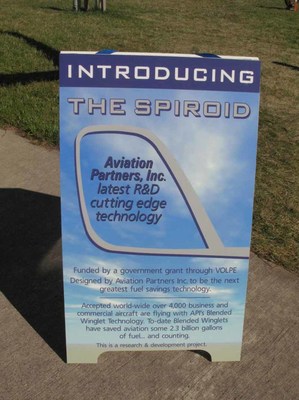 INTRODUCING
THE SPIROID
Aviation
Partners, Inc.
latest R&D
cutting edge
technology
Funded by a government grant through VOLPE.
Designed by Aviation Partners Inc. to be the next
greatest fuel savings technology.
Accepted world-wide over 4,000 business and
commercial aircraft are flying with API's Blended
Winglet Technology. To-date Blended Winglets
have saved aviation some 2.3 billion gallons
of fuel... and counting.
This is a research & development project.